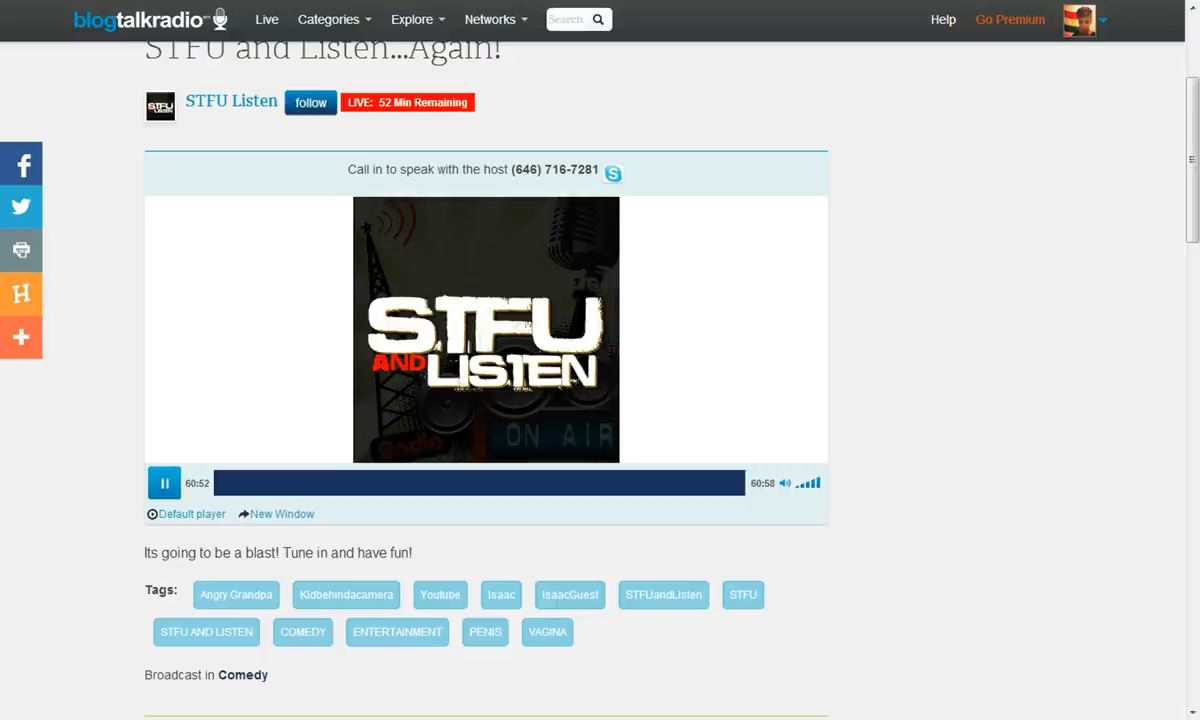 blogtalkradio Live Categories Explore Networks Search Help Go Premium
STFU and Listen...Again!
STFU Listen follow LIVE: 52 Min Remaining
Call in to speak with the host (646) 716-7281
STFU
AND LISTEN
Radio ON AIR
60:52 60:58
Default player New Window
Its going to be a blast! Tune in and have fun!
Tags: Angry Grandpa Kidbehindacamera Youtube Isaac IsaacGuest STFUandListen STFU
STFU AND LISTEN COMEDY ENTERTAINMENT PENIS VAGINA
Broadcast in Comedy